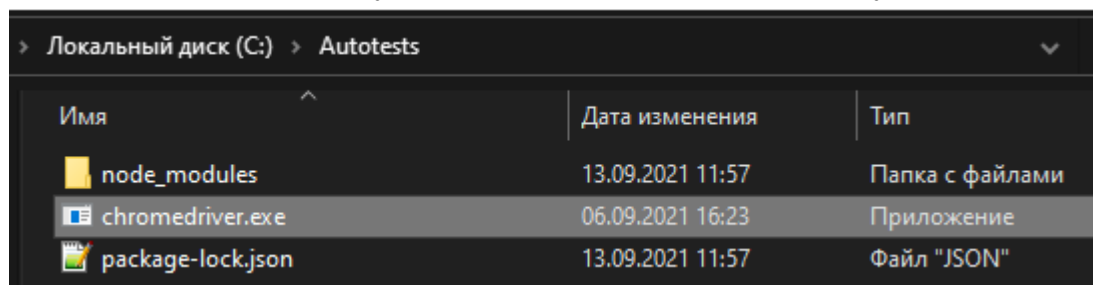 Локальный диск (C:) > Autotests
Имя Дата изменения Тип
node_modules 13.09.2021 11:57 Папка с файлами
chromedriver.exe 06.09.2021 16:23 Приложение
package-lock.json 13.09.2021 11:57 Файл "JSON"